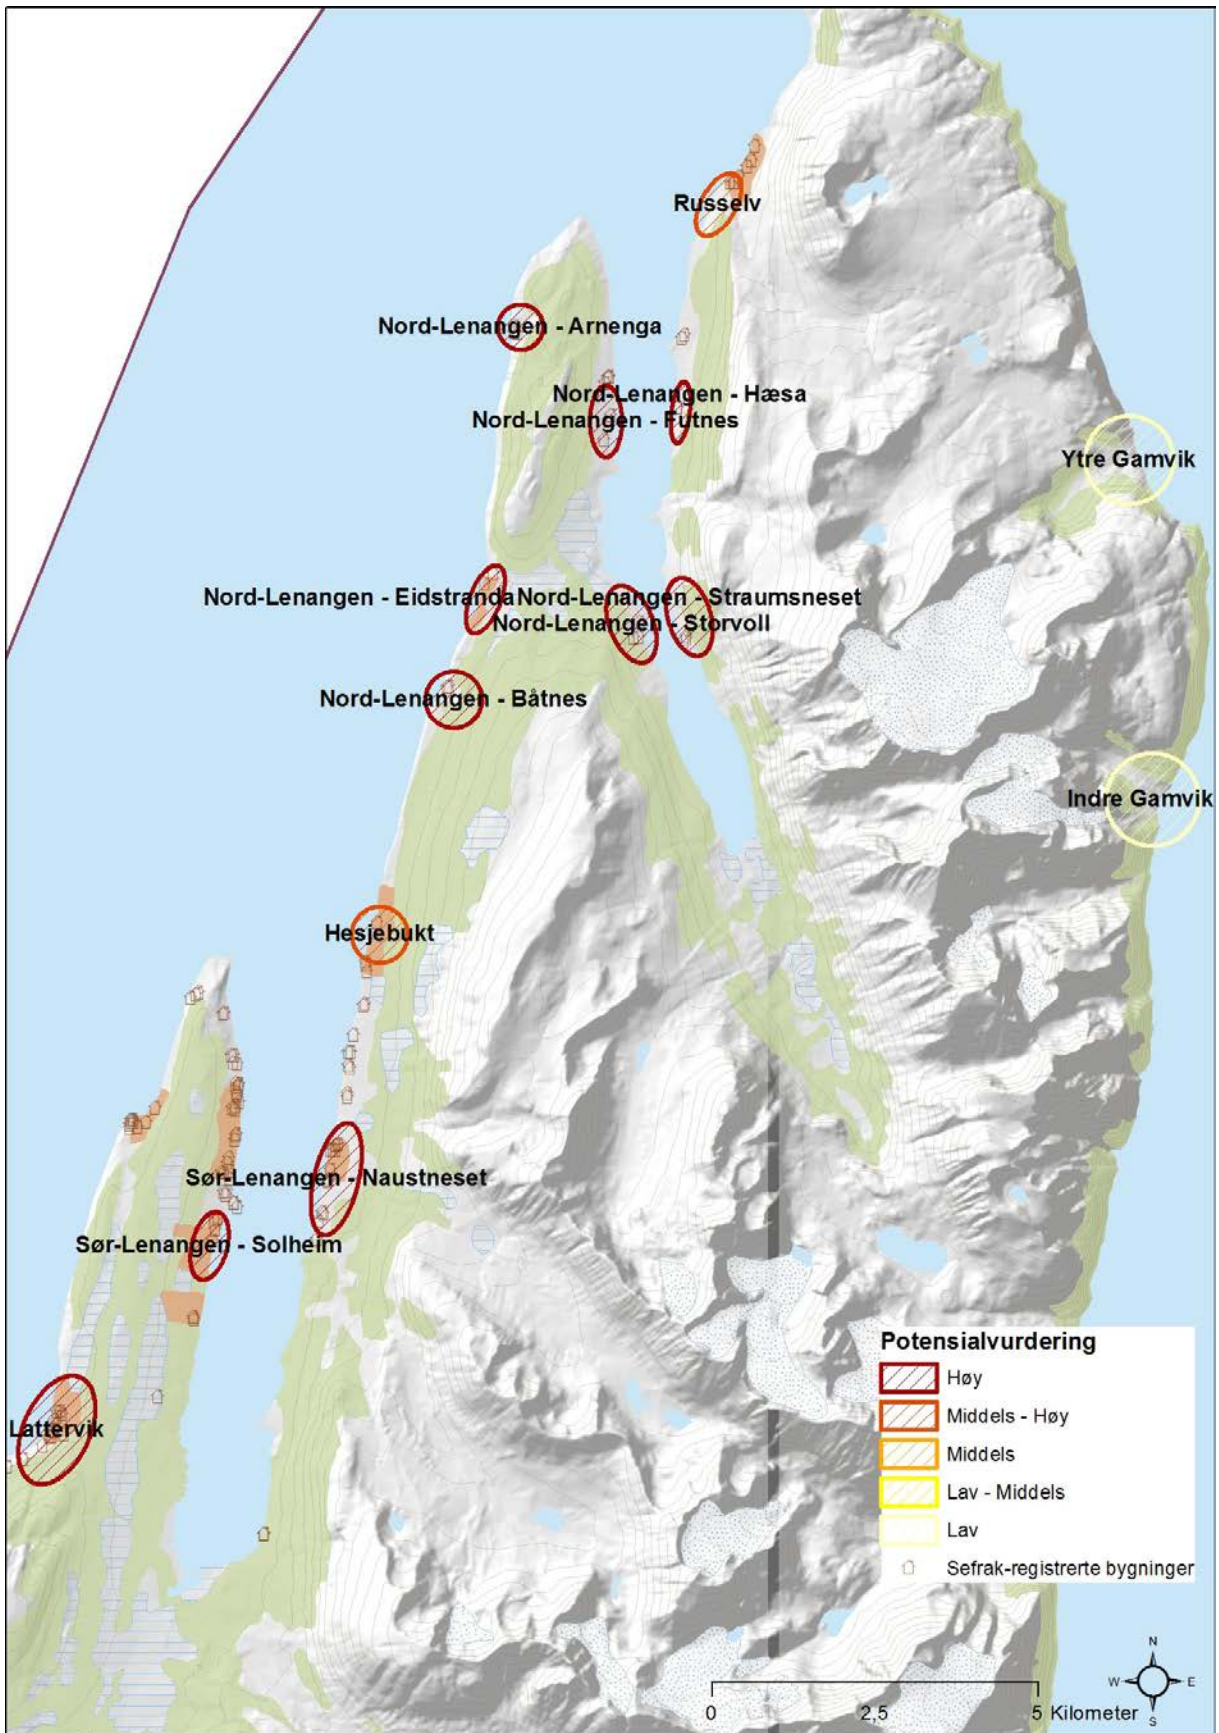 Russelv
Nord-Lenangen - Arnenga
Nord-Lenangen - Hæsa
Nord-Lenangen - Futnes
Ytre Gamvik
Nord-Lenangen - Eidstranda
Nord-Lenangen - Straumsneset
Nord-Lenangen - Storvoll
Nord-Lenangen - Båtnes
Indre Gamvik
Hesjebukt
Sør-Lenangen - Naustneset
Sør-Lenangen - Solheim
Lattervik
Potensialvurdering
Høy
Middels - Høy
Middels
Lav - Middels
Lav
Sefrak-registrerte bygninger
N
W E
S
0 2,5 5 Kilometer